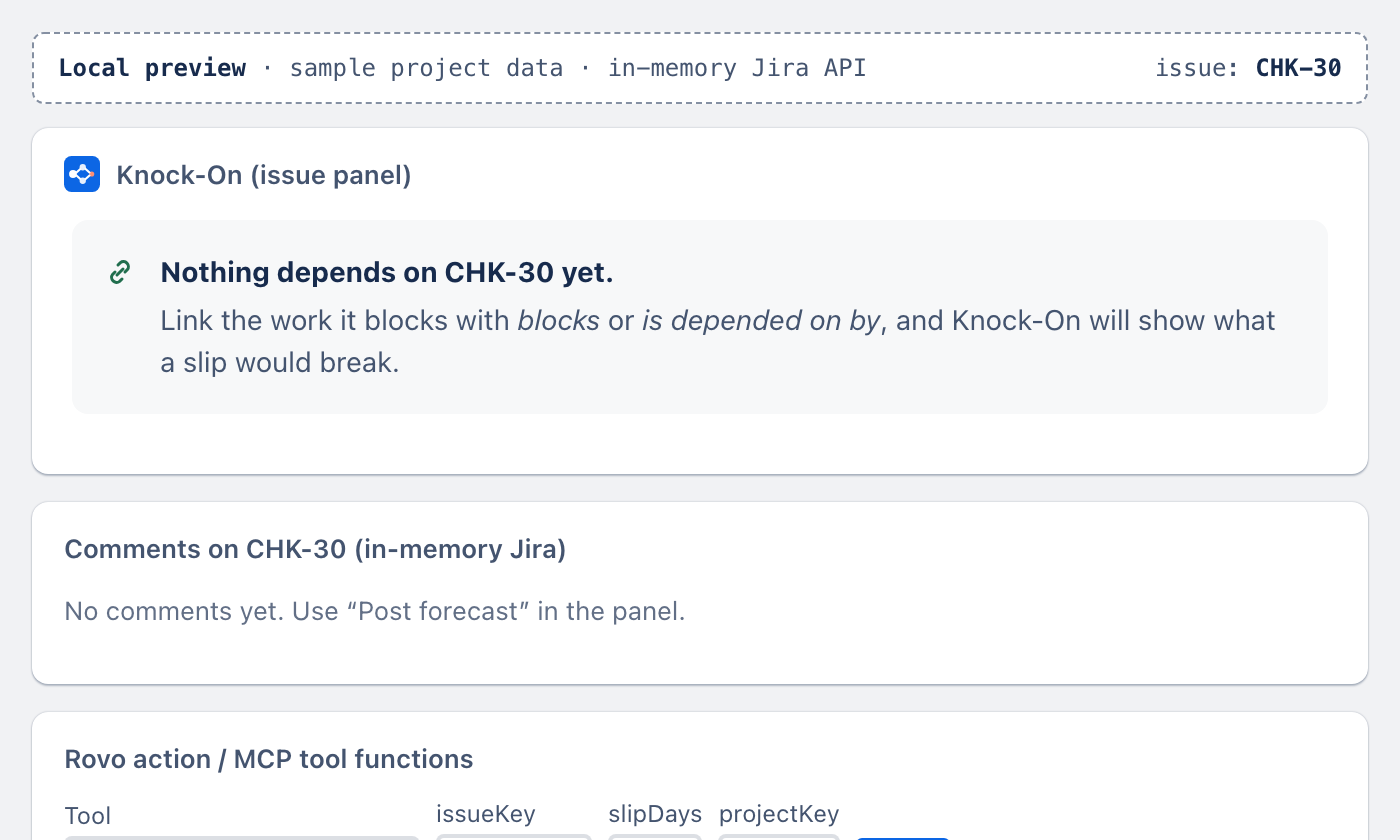 Local preview · sample project data · in-memory Jira API issue: CHK-30
Knock-On (issue panel)
Nothing depends on CHK-30 yet.
Link the work it blocks with blocks or is depended on by, and Knock-On will show what
a slip would break.
Comments on CHK-30 (in-memory Jira)
No comments yet. Use “Post forecast” in the panel.
Rovo action / MCP tool functions
Tool issueKey slipDays projectKey